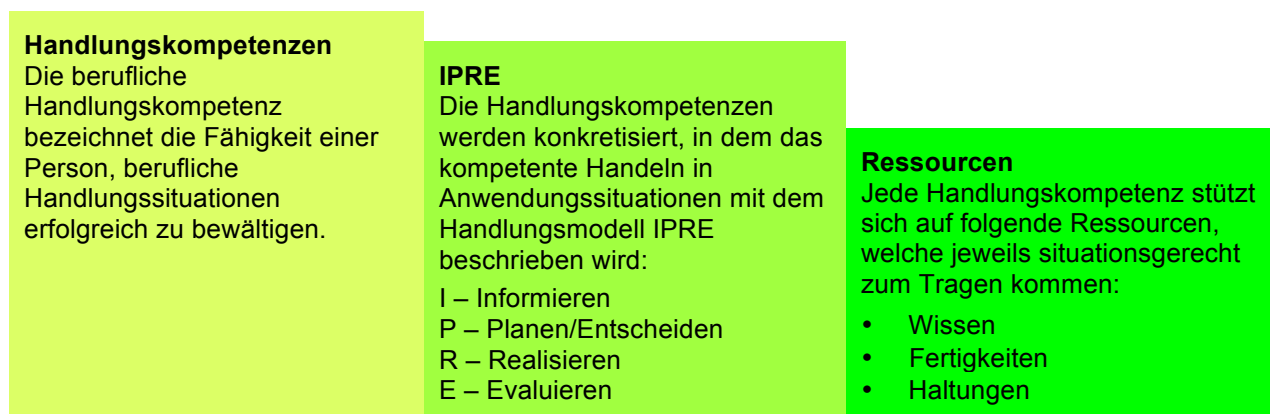 Handlungskompetenzen
Die berufliche
Handlungskompetenz
bezeichnet die Fähigkeit einer
Person, berufliche
Handlungssituationen
erfolgreich zu bewältigen.
IPRE
Die Handlungskompetenzen
werden konkretisiert, in dem das
kompetente Handeln in
Anwendungssituationen mit dem
Handlungsmodell IPRE
beschrieben wird:
I – Informieren
P – Planen/Entscheiden
R – Realisieren
E – Evaluieren
Ressourcen
Jede Handlungskompetenz stützt
sich auf folgende Ressourcen,
welche jeweils situationsgerecht
zum Tragen kommen:
• Wissen
• Fertigkeiten
• Haltungen